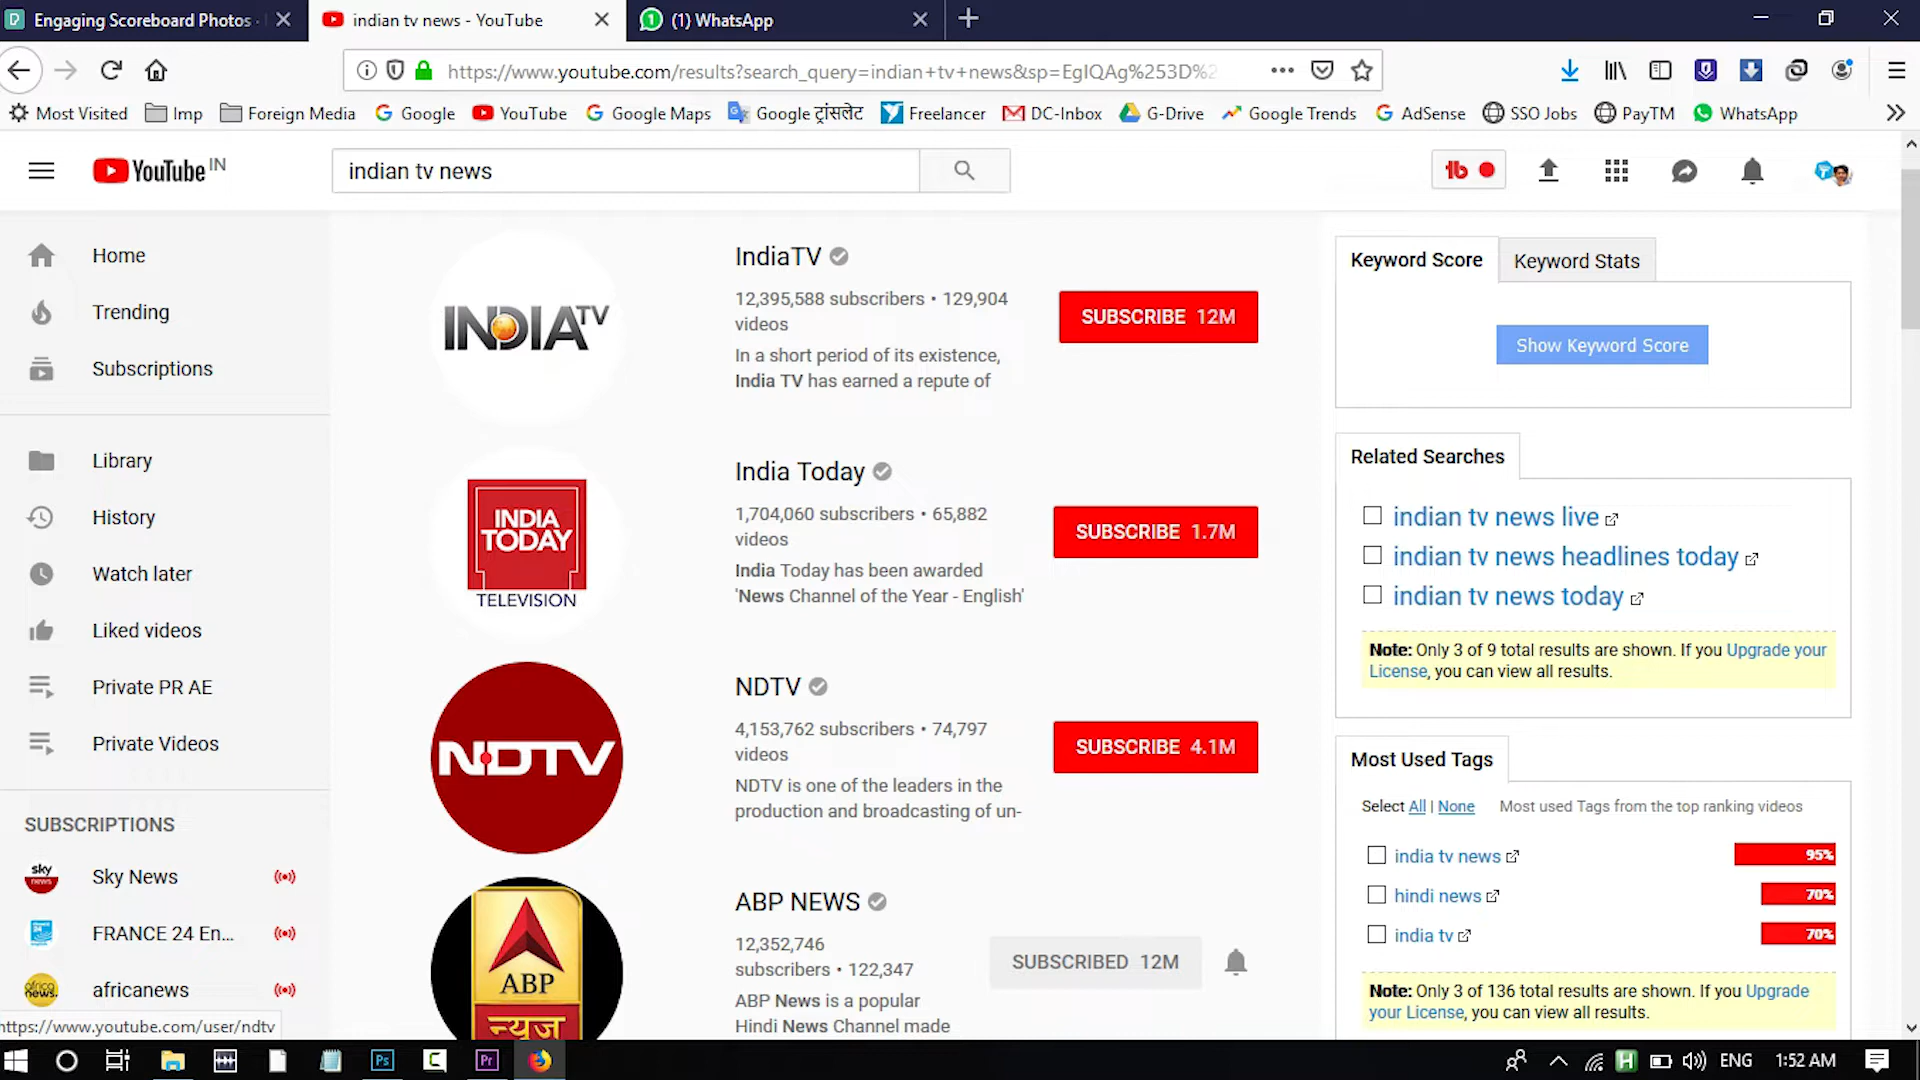 Engaging Scoreboard Photos -
indian tv news - YouTube
(1) WhatsApp
https://www.youtube.com/results?search_query=indian+tv+news&sp=EgIQAg%253D%2
Most Visited
Imp
Foreign Media
Google
YouTube
Google Maps
Google ट्रांसलेट
Freelancer
DC-Inbox
G-Drive
Google Trends
AdSense
SSO Jobs
PayTM
WhatsApp
YouTube IN
indian tv news
Home
Trending
Subscriptions
Library
History
Watch later
Liked videos
Private PR AE
Private Videos
SUBSCRIPTIONS
sky news
Sky News
FRANCE 24 En...
africa news.
africanews
https://www.youtube.com/user/ndtv
INDIA TV
IndiaTV
12,395,588 subscribers • 129,904
videos
In a short period of its existence,
India TV has earned a repute of
SUBSCRIBE 12M
INDIA
TODAY
TELEVISION
India Today
1,704,060 subscribers • 65,882
videos
India Today has been awarded
'News Channel of the Year - English'
SUBSCRIBE 1.7M
NDTV
NDTV
4,153,762 subscribers • 74,797
videos
NDTV is one of the leaders in the
production and broadcasting of un-
SUBSCRIBE 4.1M
ABP
न्यूज़
ABP NEWS
12,352,746
subscribers • 122,347
ABP News is a popular
Hindi News Channel made
SUBSCRIBED 12M
Keyword Score
Keyword Stats
Show Keyword Score
Related Searches
indian tv news live
indian tv news headlines today
indian tv news today
Note: Only 3 of 9 total results are shown. If you Upgrade your
License, you can view all results.
Most Used Tags
Select All | None Most used Tags from the top ranking videos
india tv news 95%
hindi news 70%
india tv 70%
Note: Only 3 of 136 total results are shown. If you Upgrade
your License, you can view all results.
Ps
C
Pr
H
ENG
1:52 AM